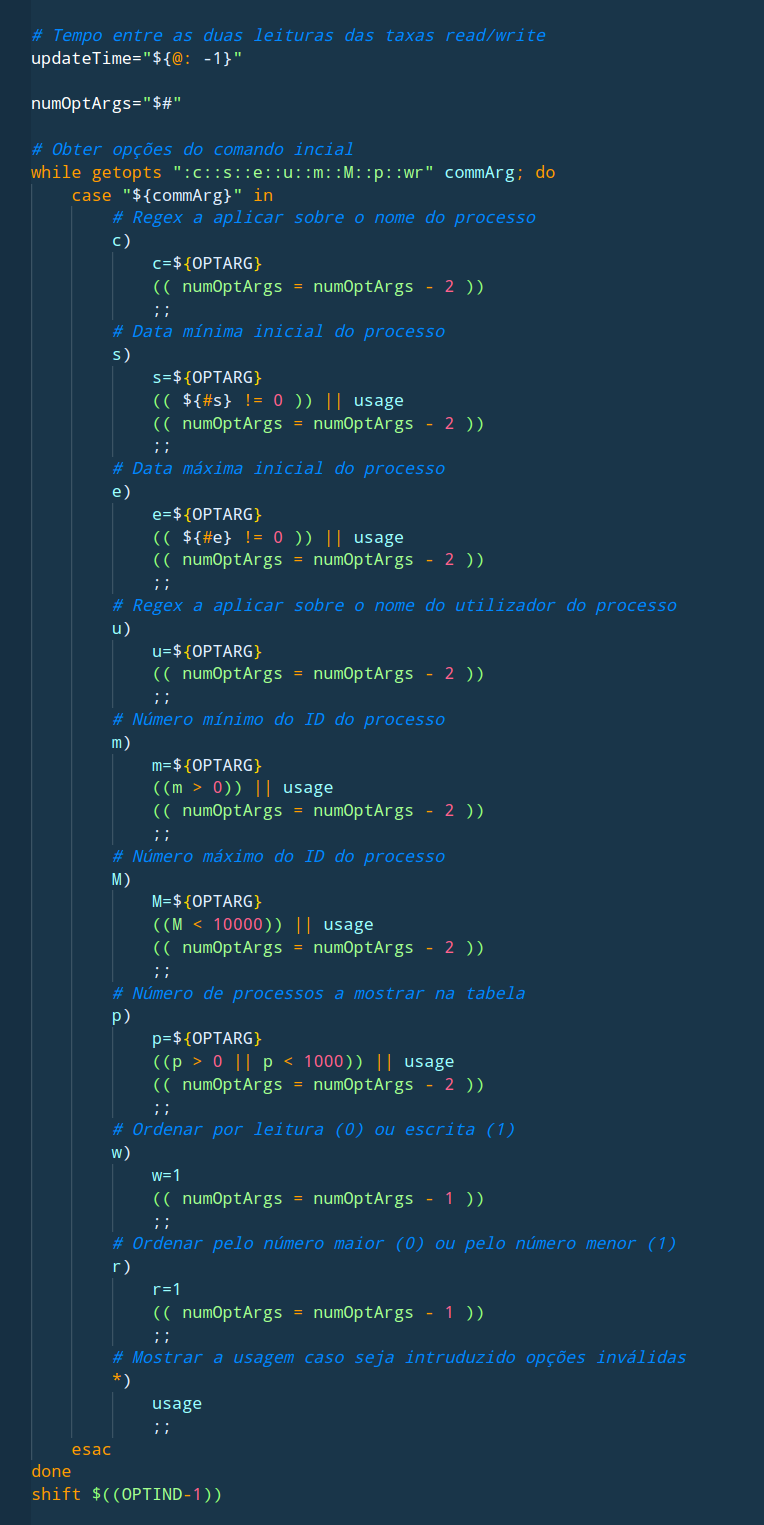 # Tempo entre as duas leituras das taxas read/write
updateTime="${@: -1}"

numOptArgs="$#"

# Obter opções do comando incial
while getopts ":c::s::e::u::m::M::p::wr" commArg; do
    case "${commArg}" in
        # Regex a aplicar sobre o nome do processo
        c)
            c=${OPTARG}
            (( numOptArgs = numOptArgs - 2 ))
            ;;
        # Data mínima inicial do processo
        s)
            s=${OPTARG}
            (( ${#s} != 0 )) || usage
            (( numOptArgs = numOptArgs - 2 ))
            ;;
        # Data máxima inicial do processo
        e)
            e=${OPTARG}
            (( ${#e} != 0 )) || usage
            (( numOptArgs = numOptArgs - 2 ))
            ;;
        # Regex a aplicar sobre o nome do utilizador do processo
        u)
            u=${OPTARG}
            (( numOptArgs = numOptArgs - 2 ))
            ;;
        # Número mínimo do ID do processo
        m)
            m=${OPTARG}
            ((m > 0)) || usage
            (( numOptArgs = numOptArgs - 2 ))
            ;;
        # Número máximo do ID do processo
        M)
            M=${OPTARG}
            ((M < 10000)) || usage
            (( numOptArgs = numOptArgs - 2 ))
            ;;
        # Número de processos a mostrar na tabela
        p)
            p=${OPTARG}
            ((p > 0 || p < 1000)) || usage
            (( numOptArgs = numOptArgs - 2 ))
            ;;
        # Ordenar por leitura (0) ou escrita (1)
        w)
            w=1
            (( numOptArgs = numOptArgs - 1 ))
            ;;
        # Ordenar pelo número maior (0) ou pelo número menor (1)
        r)
            r=1
            (( numOptArgs = numOptArgs - 1 ))
            ;;
        # Mostrar a usagem caso seja intruduzido opções inválidas
        *)
            usage
            ;;
    esac
done
shift $((OPTIND-1))